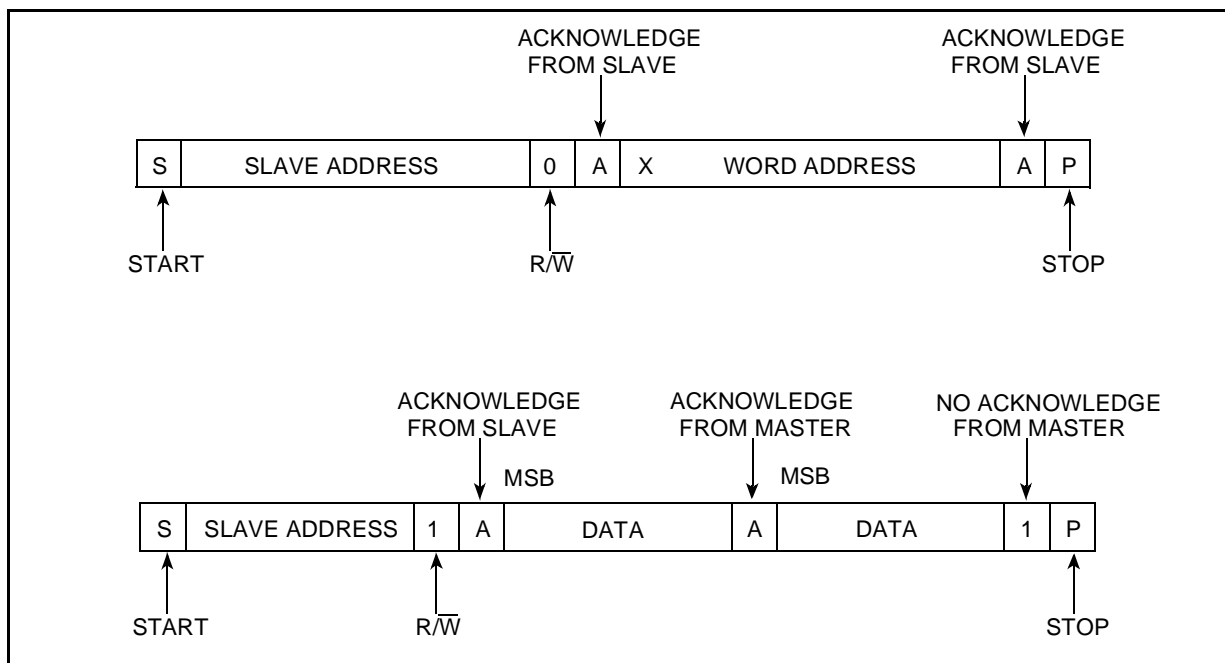 ACKNOWLEDGE
FROM SLAVE
ACKNOWLEDGE
FROM SLAVE
S SLAVE ADDRESS 0 A X WORD ADDRESS A P
START R/W̅ STOP
ACKNOWLEDGE
FROM SLAVE
ACKNOWLEDGE
FROM MASTER
NO ACKNOWLEDGE
FROM MASTER
MSB MSB
S SLAVE ADDRESS 1 A DATA A DATA 1 P
START R/W̅ STOP